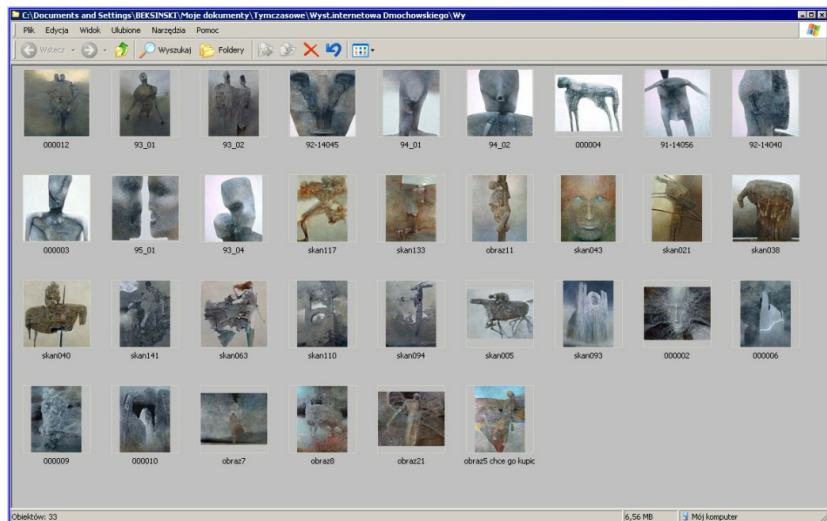 C:\Documents and Settings\BEKSINSKI\Moje dokumenty\Tymczasowe\Wyst.internetowa Dmochowskiego\Wy
Plik Edycja Widok Ulubione Narzędzia Pomoc
Wstecz Wyszukaj Foldery
000012 93_01 93_02 92-14045 94_01 94_02 000004 91-14056 92-14040
000003 95_01 93_04 skan117 skan133 obraz11 skan043 skan021 skan038
skan040 skan141 skan063 skan110 skan094 skan005 skan093 000002 000006
000009 000010 obraz7 obraz8 obraz21 obraz5 chce go kupic
Obiektów: 33 6,56 MB Mój komputer